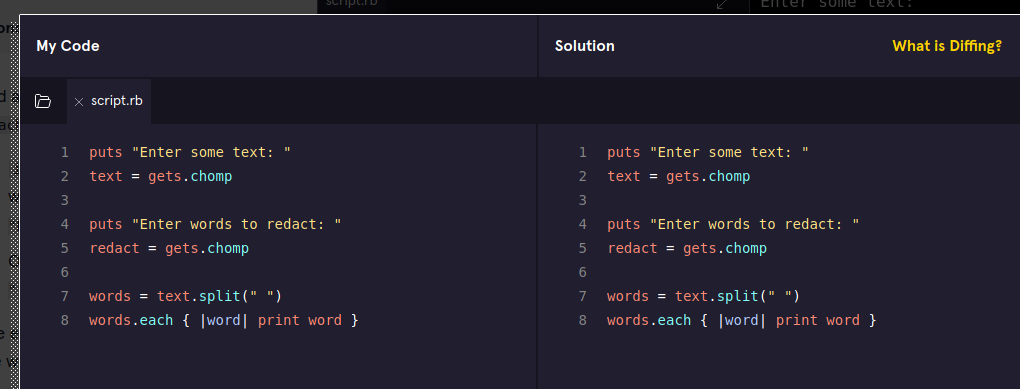 script.rb
Enter some text:
My Code
Solution
What is Diffing?
script.rb
1 puts "Enter some text: "
2 text = gets.chomp
3
4 puts "Enter words to redact: "
5 redact = gets.chomp
6
7 words = text.split(" ")
8 words.each { |word| print word }
1 puts "Enter some text: "
2 text = gets.chomp
3
4 puts "Enter words to redact: "
5 redact = gets.chomp
6
7 words = text.split(" ")
8 words.each { |word| print word }